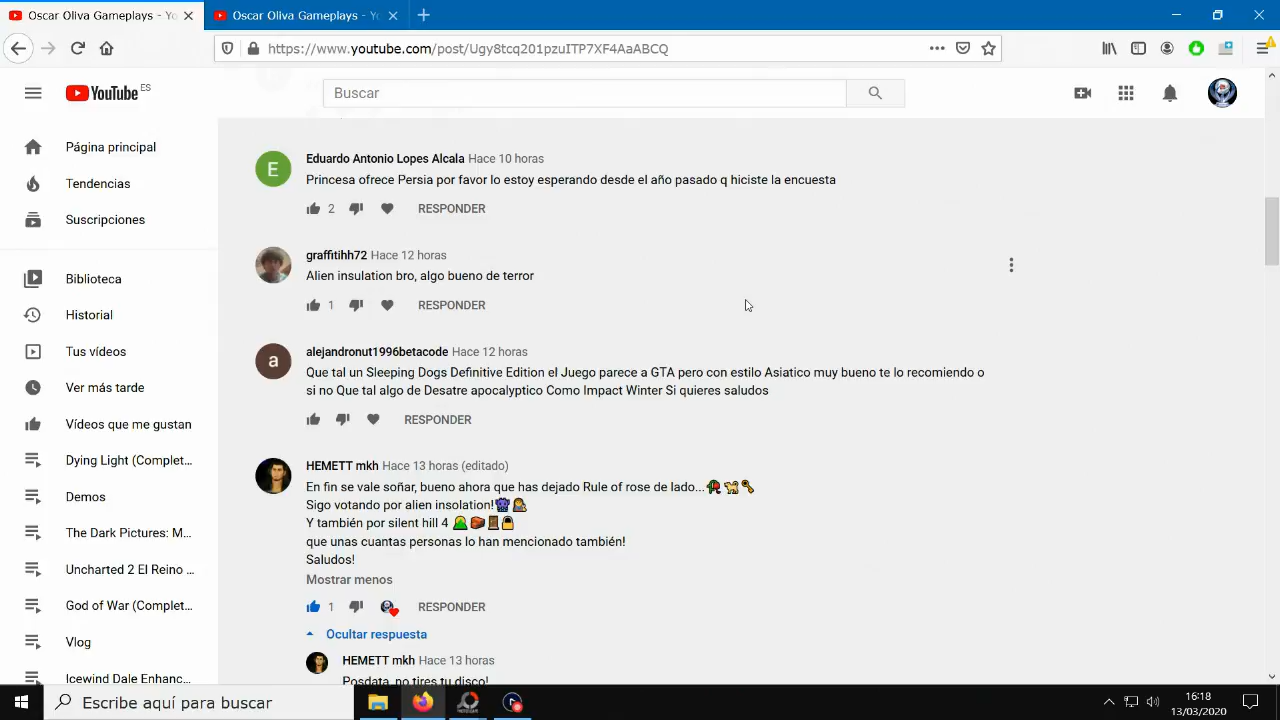 Oscar Oliva Gameplays - Yo
Oscar Oliva Gameplays - Yo
https://www.youtube.com/post/Ugy8tcq201pzuITP7XF4AaABCQ
YouTube ES
Buscar
Página principal
Tendencias
Suscripciones
Biblioteca
Historial
Tus vídeos
Ver más tarde
Vídeos que me gustan
Dying Light (Complet...
Demos
The Dark Pictures: M...
Uncharted 2 El Reino ...
God of War (Complet...
Vlog
Icewind Dale Enhanc...
E
Eduardo Antonio Lopes Alcala Hace 10 horas
Princesa ofrece Persia por favor lo estoy esperando desde el año pasado q hiciste la encuesta
2 RESPONDER
graffitihh72 Hace 12 horas
Alien insulation bro, algo bueno de terror
1 RESPONDER
a
alejandronut1996betacode Hace 12 horas
Que tal un Sleeping Dogs Definitive Edition el Juego parece a GTA pero con estilo Asiatico muy bueno te lo recomiendo o
si no Que tal algo de Desatre apocalyptico Como Impact Winter Si quieres saludos
RESPONDER
HEMETT mkh Hace 13 horas (editado)
En fin se vale soñar, bueno ahora que has dejado Rule of rose de lado...
Sigo votando por alien insolation!
Y también por silent hill 4
que unas cuantas personas lo han mencionado también!
Saludos!
Mostrar menos
1 RESPONDER
Ocultar respuesta
HEMETT mkh Hace 13 horas
Posdata, no tires tu disco!
Escribe aquí para buscar
16:18
13/03/2020